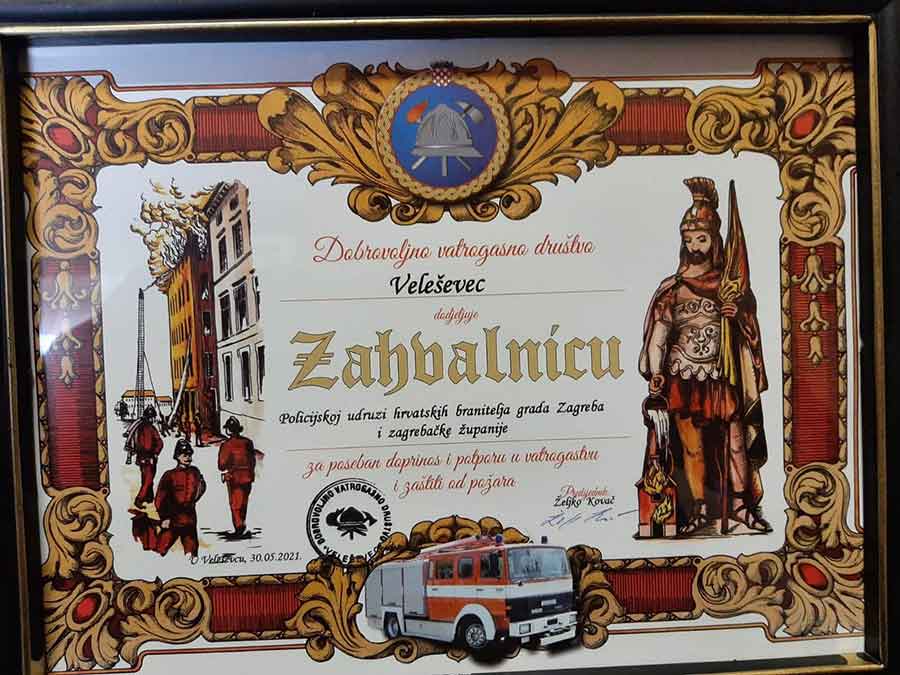 Dobrovoljno vatrogasno društvo
Veleševec
dodjeljuje
Zahvalnicu
Policijskoj udruzi hrvatskih branitelja grada Zagreba
i zagrebačke županije
za poseban doprinos i potporu u vatrogastvu
i zaštiti od požara
Predsjednik:
Željko Kovač
DOBROVOLJNO VATROGASNO DRUŠTVO
VELEŠEVEC
U Veleševcu, 30.05.2021.